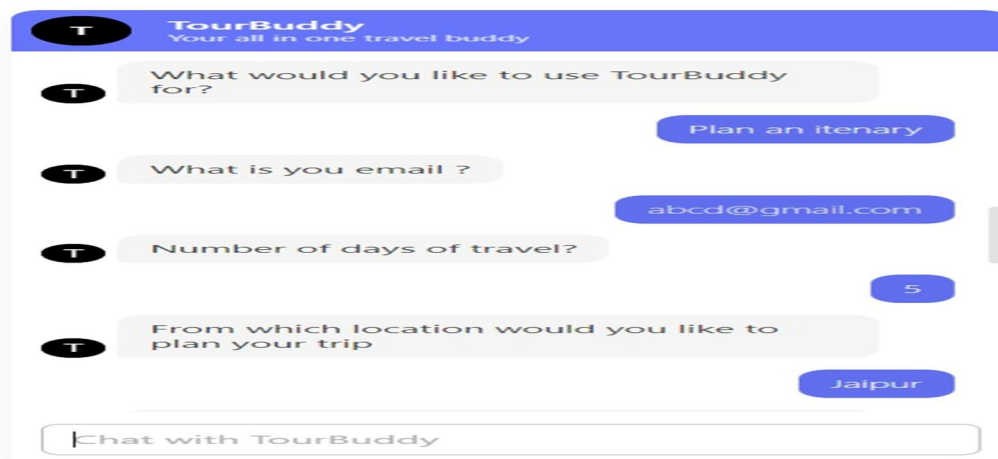 T
TourBuddy
Your all in one travel buddy
What would you like to use TourBuddy
for?
T
Plan an itenary
What is you email ?
T
abcd@gmail.com
Number of days of travel?
T
5
From which location would you like to
plan your trip
T
Jaipur
Chat with TourBuddy